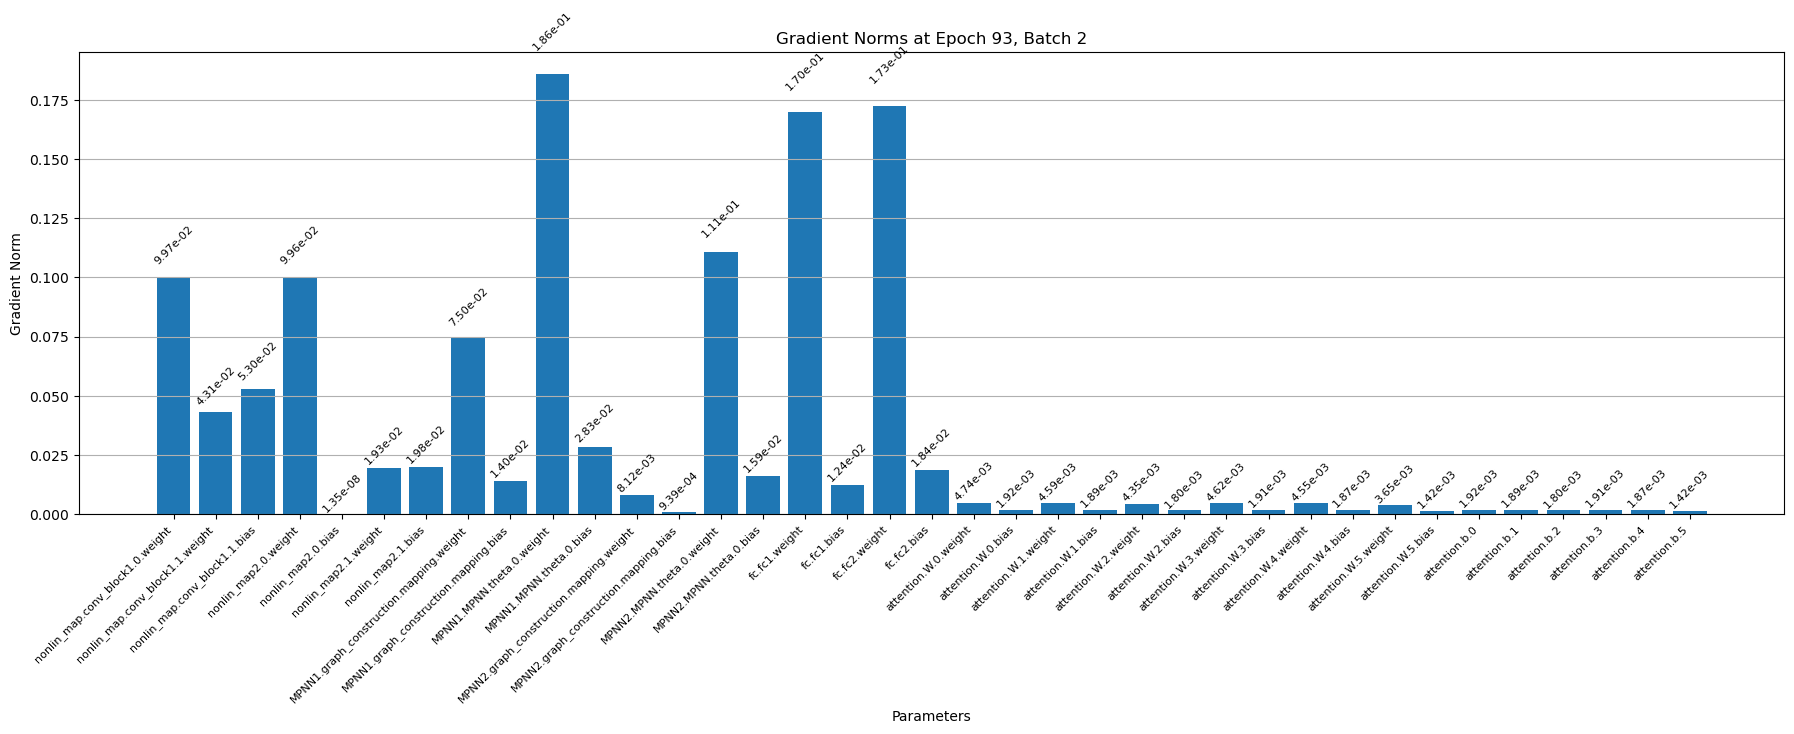 Gradient Norms at Epoch 93, Batch 2
Gradient Norm
0.175
0.150
0.125
0.100
0.075
0.050
0.025
0.000
9.97e-02
4.31e-02
5.30e-02
9.96e-02
1.35e-08
1.93e-02
1.98e-02
7.50e-02
1.40e-02
1.86e-01
2.83e-02
8.12e-03
9.39e-04
1.11e-01
1.59e-02
1.70e-01
1.24e-02
1.73e-01
1.84e-02
4.74e-03
1.92e-03
4.59e-03
1.89e-03
4.35e-03
1.80e-03
4.62e-03
1.91e-03
4.55e-03
1.87e-03
3.65e-03
1.42e-03
1.92e-03
1.89e-03
1.80e-03
1.91e-03
1.87e-03
1.42e-03
nonlin_map.conv_block1.0.weight
nonlin_map.conv_block1.1.weight
nonlin_map.conv_block1.1.bias
nonlin_map2.0.weight
nonlin_map2.0.bias
nonlin_map2.1.weight
nonlin_map2.1.bias
MPNN1.graph_construction.mapping.weight
MPNN1.graph_construction.mapping.bias
MPNN1.MPNN.theta.0.weight
MPNN1.MPNN.theta.0.bias
MPNN2.graph_construction.mapping.weight
MPNN2.graph_construction.mapping.bias
MPNN2.MPNN.theta.0.weight
MPNN2.MPNN.theta.0.bias
fc.fc1.weight
fc.fc1.bias
fc.fc2.weight
fc.fc2.bias
attention.W.0.weight
attention.W.0.bias
attention.W.1.weight
attention.W.1.bias
attention.W.2.weight
attention.W.2.bias
attention.W.3.weight
attention.W.3.bias
attention.W.4.weight
attention.W.4.bias
attention.W.5.weight
attention.W.5.bias
attention.b.0
attention.b.1
attention.b.2
attention.b.3
attention.b.4
attention.b.5
Parameters